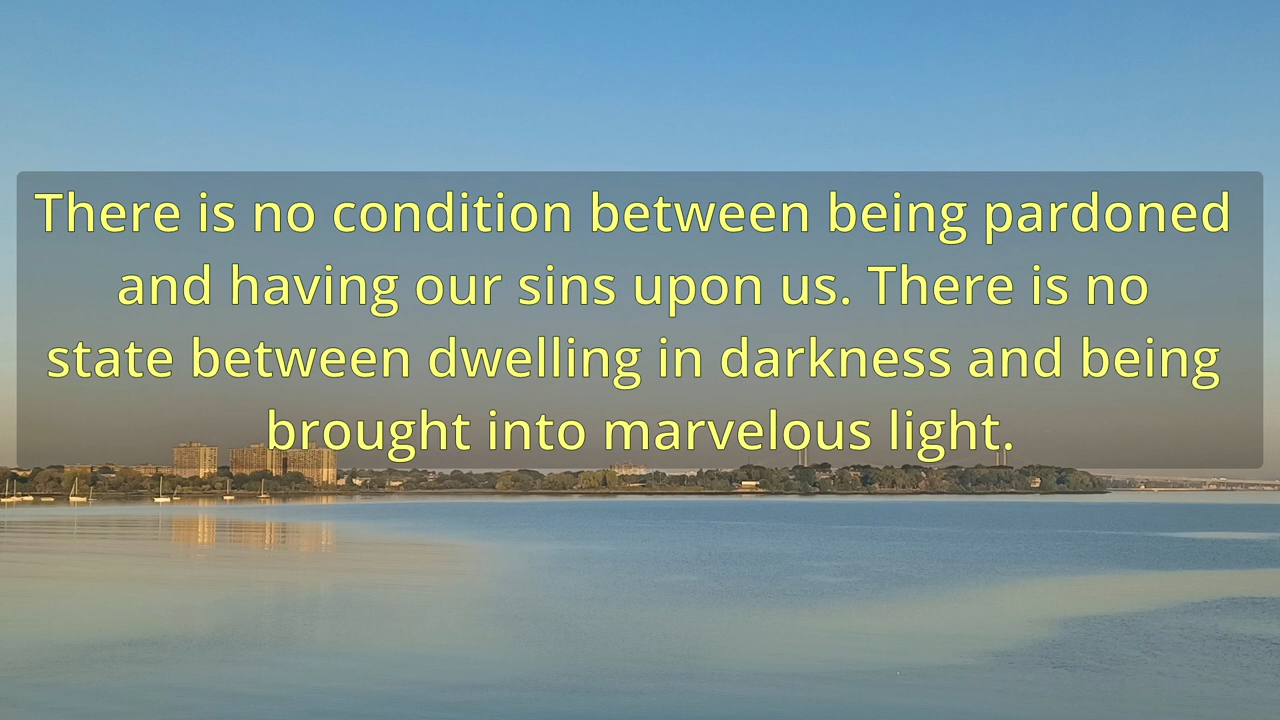 There is no condition between being pardoned
and having our sins upon us. There is no
state between dwelling in darkness and being
brought into marvelous light.